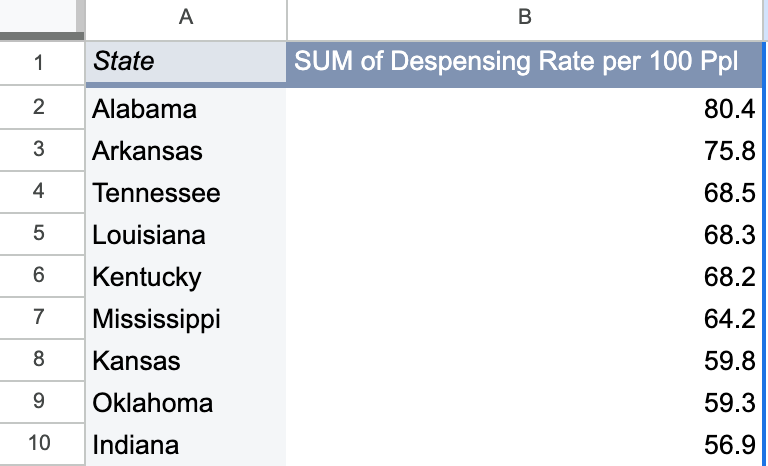 A B
1 State SUM of Despensing Rate per 100 Ppl
2 Alabama 80.4
3 Arkansas 75.8
4 Tennessee 68.5
5 Louisiana 68.3
6 Kentucky 68.2
7 Mississippi 64.2
8 Kansas 59.8
9 Oklahoma 59.3
10 Indiana 56.9